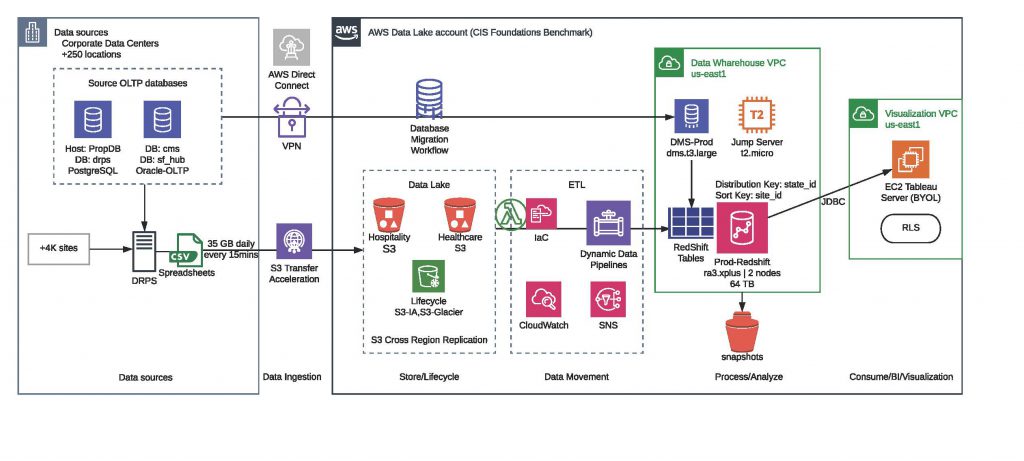 Data sources
Corporate Data Centers
+250 locations
Source OLTP databases
Host: PropDB
DB: drps
PostgreSQL
DB: cms
DB: sf_hub
Oracle-OLTP
+4K sites
DRPS
CSV
Spreadsheets
35 GB daily
every 15mins
Data sources
AWS Direct
Connect
VPN
S3 Transfer
Acceleration
Data Ingestion
aws
AWS Data Lake account (CIS Foundations Benchmark)
Database
Migration
Workflow
Data Lake
Hospitality
S3
Healthcare
S3
Lifecycle
S3-IA,S3-Glacier
S3 Cross Region Replication
Store/Lifecycle
ETL
IaC
Dynamic Data
Pipelines
CloudWatch
SNS
Data Movement
Data Wharehouse VPC
us-east1
DMS-Prod
dms.t3.large
T2
Jump Server
t2.micro
Distribution Key: state_id
Sort Key: site_id
RedShift
Tables
Prod-Redshift
ra3.xplus | 2 nodes
64 TB
snapshots
Process/Analyze
JDBC
Visualization VPC
us-east1
EC2 Tableau
Server (BYOL)
RLS
Consume/BI/Visualization